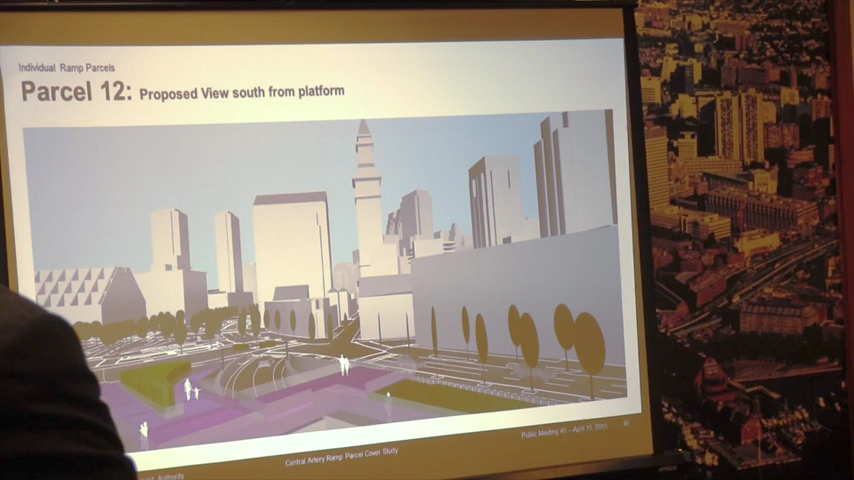 Individual Ramp Parcels
Parcel 12: Proposed View south from platform
Public Meeting #5 – April 15, 2015
Central Artery Ramp Parcel Cover Study
Authority